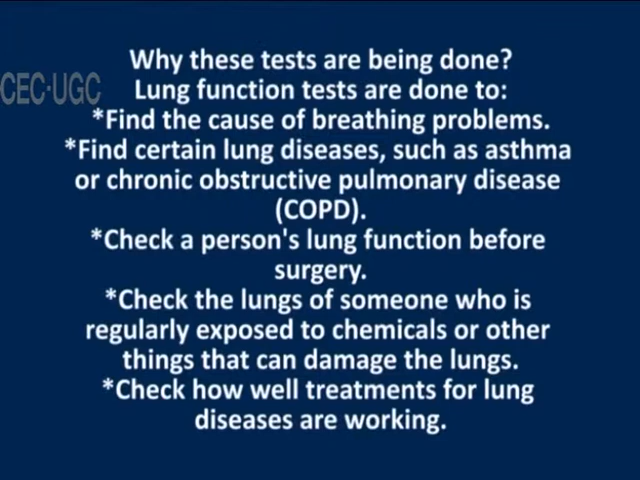 Why these tests are being done?
CEC-UGC
Lung function tests are done to:
*Find the cause of breathing problems.
*Find certain lung diseases, such as asthma
or chronic obstructive pulmonary disease
(COPD).
*Check a person's lung function before
surgery.
*Check the lungs of someone who is
regularly exposed to chemicals or other
things that can damage the lungs.
*Check how well treatments for lung
diseases are working.